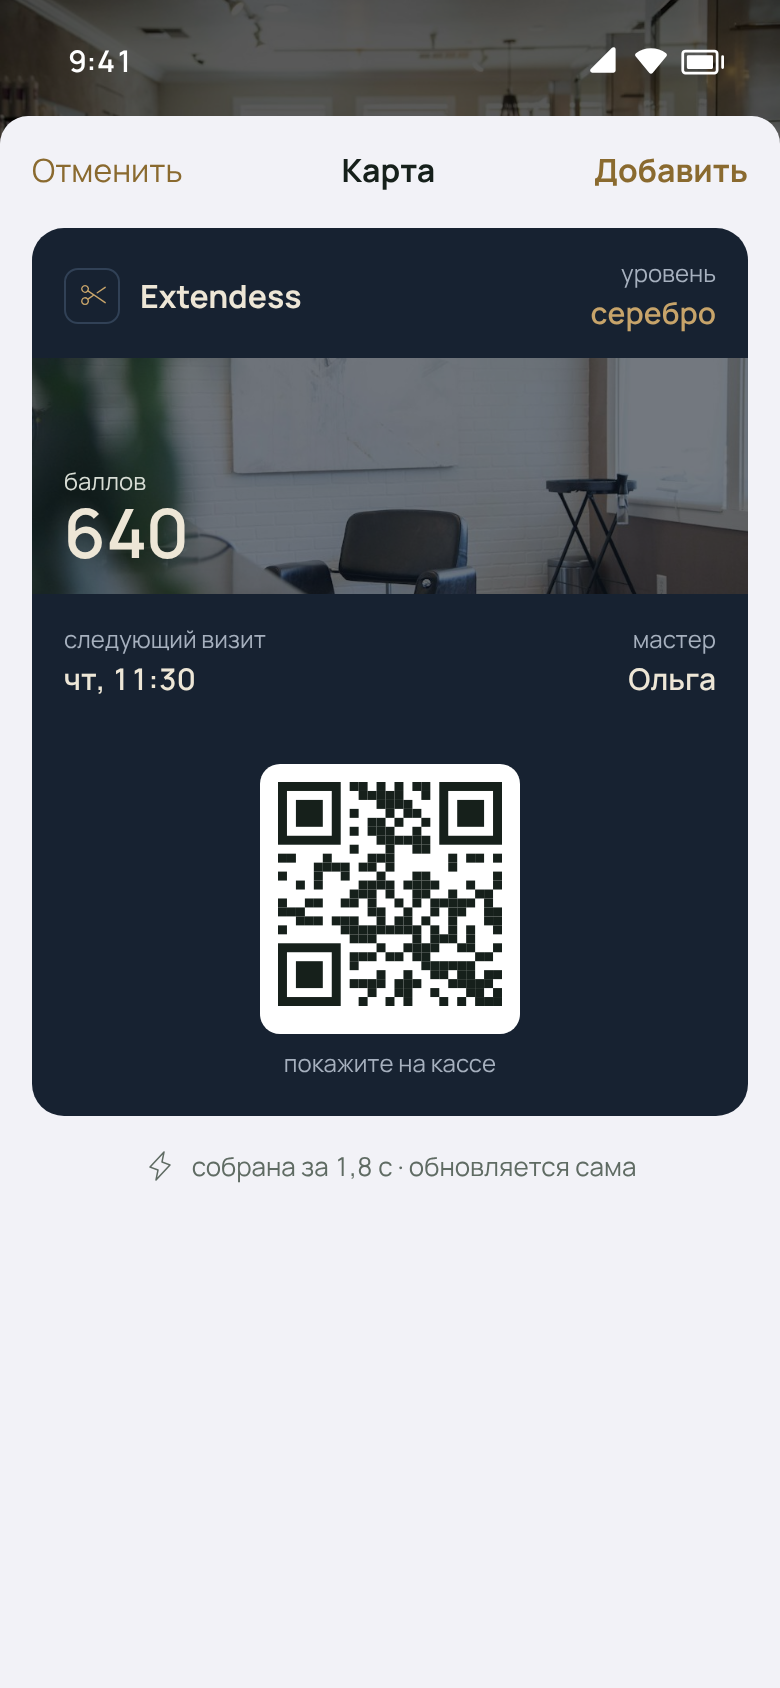 9:41
Отменить
Карта
Добавить
Extendess
уровень
серебро
баллов
640
следующий визит
мастер
чт, 11:30
Ольга
покажите на кассе
собрана за 1,8 с · обновляется сама